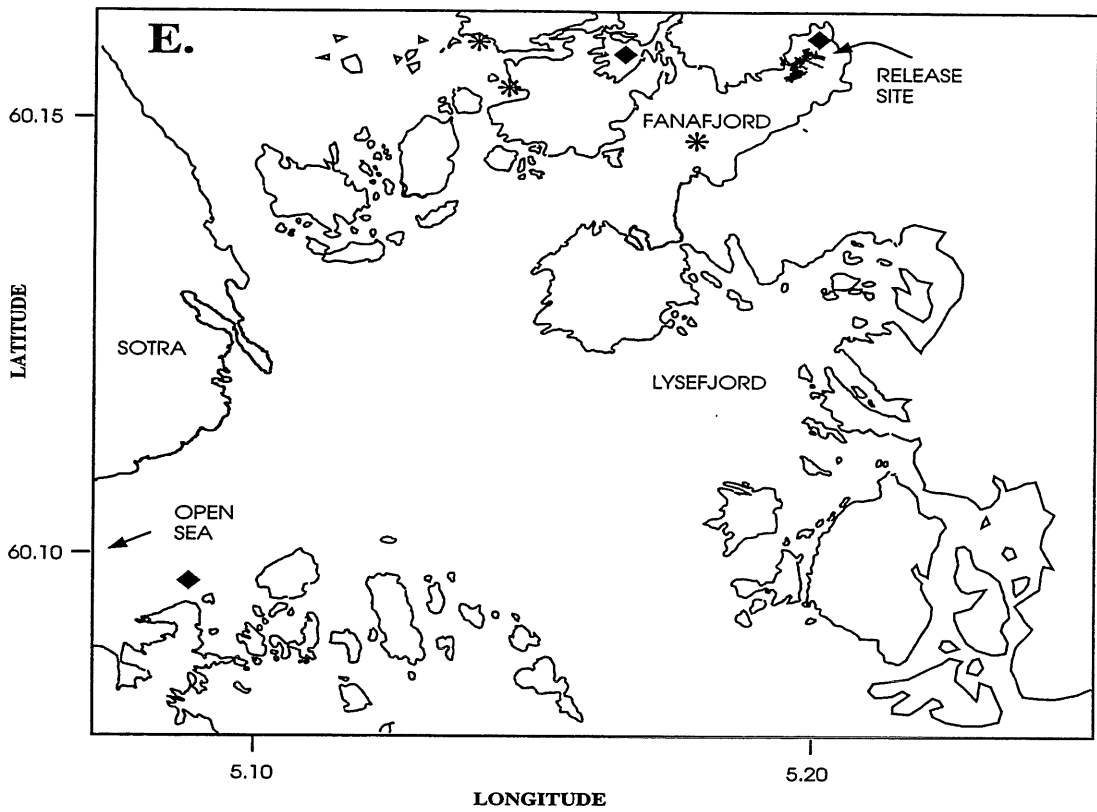 E.
RELEASE
SITE
60.15
FANAFJORD
LATITUDE
SOTRA
LYSEFJORD
OPEN
SEA
60.10
5.10
5.20
LONGITUDE